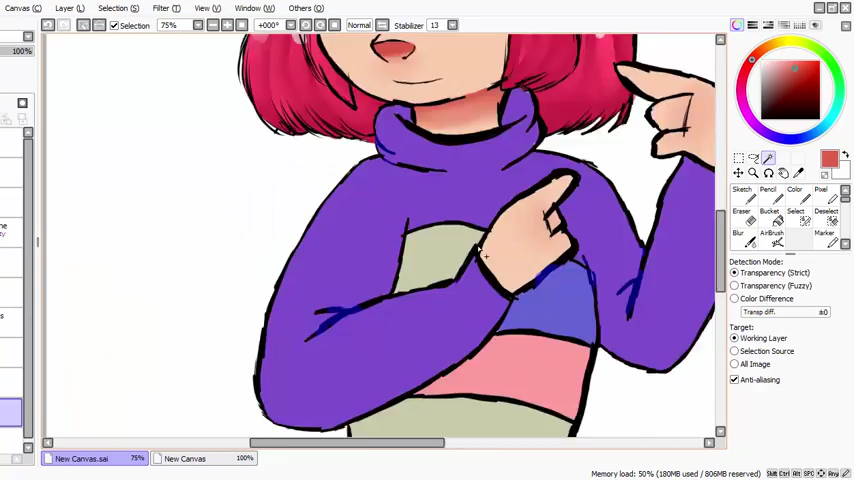 Canvas (C) Layer (L) Selection (S) Filter (T) View (V) Window (W) Others (O)
Selection 75% +000° Normal Stabilizer 13
100%
Sketch Pencil Color Pixel
Eraser Bucket Select Deselect
Blur AirBrush Marker
Detection Mode:
Transparency (Strict)
Transparency (Fuzzy)
Color Difference
Transp diff. ±0
Target:
Working Layer
Selection Source
All Image
Anti-aliasing
New Canvas.sai 75% New Canvas 100%
Memory load: 50% (180MB used / 806MB reserved) Shift Ctrl Alt SPC Any